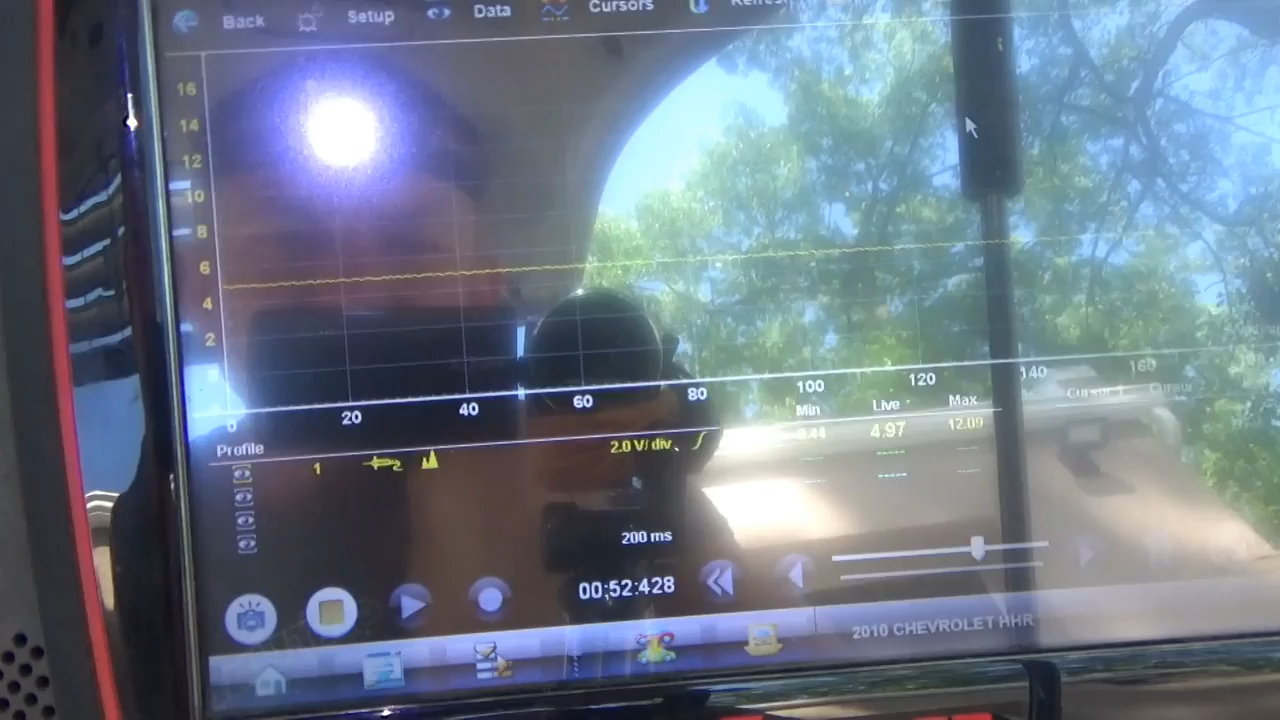 Back Setup Data Cursors
16
14
12
10
8
6
4
2
0 20 40 60 80 100 120 140 160
Min Live Max
4.97 12.09
Profile
1 2 2.0 V/div
200 ms
00;52:428
2010 CHEVROLET HHR